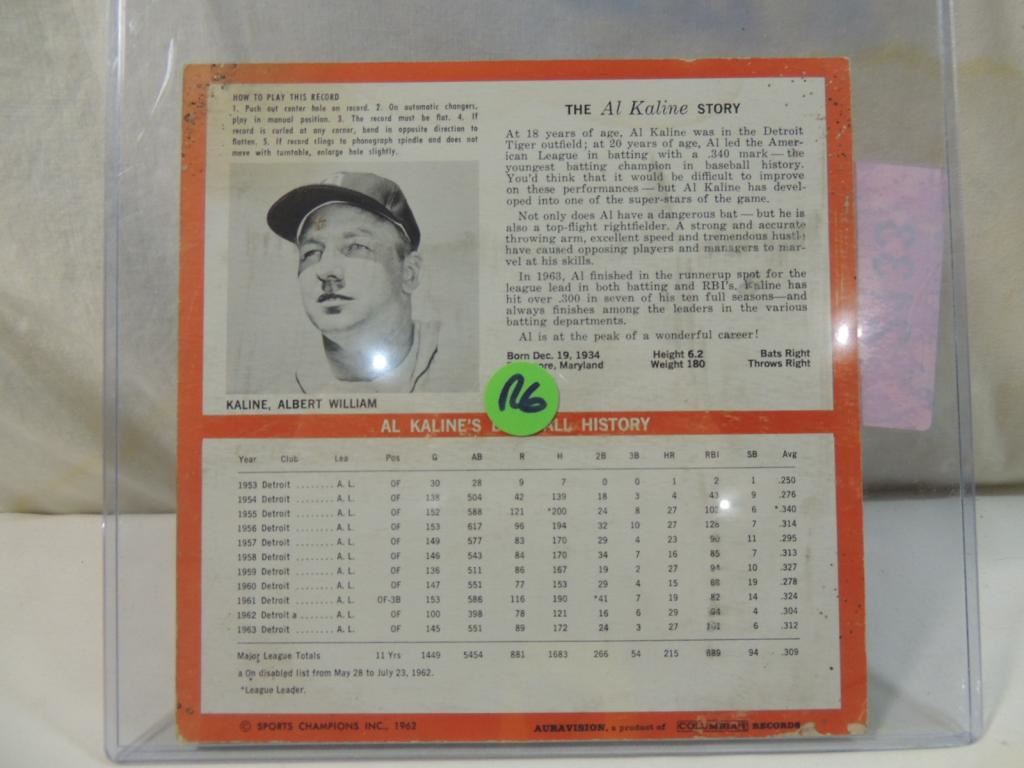 HOW TO PLAY THIS RECORD
1. Push out center hole on record. 2. On automatic changers,
play in manual position. 3. The record must be flat. 4. If
record is curled at any corner, bend in opposite direction to
flatten. 5. If record clings to phonograph spindle and does not
move with turntable, enlarge hole slightly.
KALINE, ALBERT WILLIAM
THE Al Kaline STORY
At 18 years of age, Al Kaline was in the Detroit
Tiger outfield; at 20 years of age, Al led the Amer-
ican League in batting with a .340 mark — the
youngest batting champion in baseball history.
You'd think that it would be difficult to improve
on these performances — but Al Kaline has devel-
oped into one of the super-stars of the game.
Not only does Al have a dangerous bat — but he is
also a top-flight rightfielder. A strong and accurate
throwing arm, excellent speed and tremendous hustle
have caused opposing players and managers to mar-
vel at his skills.
In 1963, Al finished in the runnerup spot for the
league lead in both batting and RBI's. Kaline has
hit over .300 in seven of his ten full seasons—and
always finishes among the leaders in the various
batting departments.
Al is at the peak of a wonderful career!
Born Dec. 19, 1934 Height 6.2 Bats Right
Maryland Weight 180 Throws Right
R6
AL KALINE'S HISTORY
Year Club Lea Pos G AB R H 2B 3B HR RBI SB Avg
1953 Detroit ........ A. L. OF 30 28 9 7 0 0 1 2 1 .250
1954 Detroit ........ A. L. OF 138 504 42 139 18 3 4 43 9 .276
1955 Detroit ........ A. L. OF 152 588 121 *200 24 8 27 6 *.340
1956 Detroit ........ A. L. OF 153 617 96 194 32 10 27 128 7 .314
1957 Detroit ........ A. L. OF 149 577 83 170 29 4 23 90 11 .295
1958 Detroit ........ A. L. OF 146 543 84 170 34 7 16 85 7 .313
1959 Detroit ........ A. L. OF 136 511 86 167 19 2 27 94 10 .327
1960 Detroit ........ A. L. OF 147 551 77 153 29 4 15 68 19 .278
1961 Detroit ........ A. L. OF-3B 153 586 116 190 *41 7 19 82 14 .324
1962 Detroit a ...... A. L. OF 100 398 78 121 16 6 29 94 4 .304
1963 Detroit ........ A. L. OF 145 551 89 172 24 3 27 101 6 .312
Major League Totals 11 Yrs 1449 5454 881 1683 266 54 215 889 94 .309
a On disabled list from May 28 to July 23, 1962.
*League Leader.
© SPORTS CHAMPIONS INC., 1962 AURAVISION, a product of COLUMBIA RECORDS